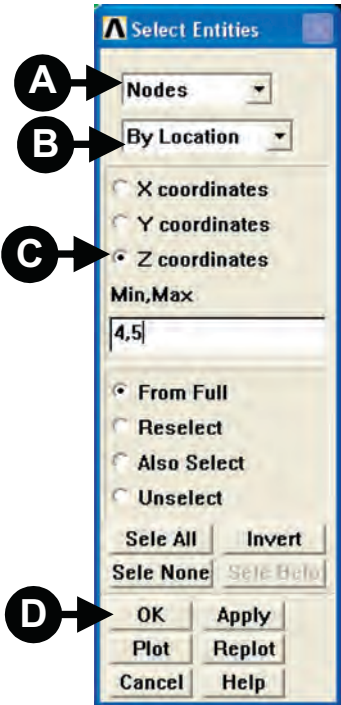 Select Entities
A Nodes
B By Location
X coordinates
Y coordinates
C Z coordinates
Min,Max
4,5
From Full
Reselect
Also Select
Unselect
Sele All Invert
Sele None Sele Belo
D OK Apply
Plot Replot
Cancel Help